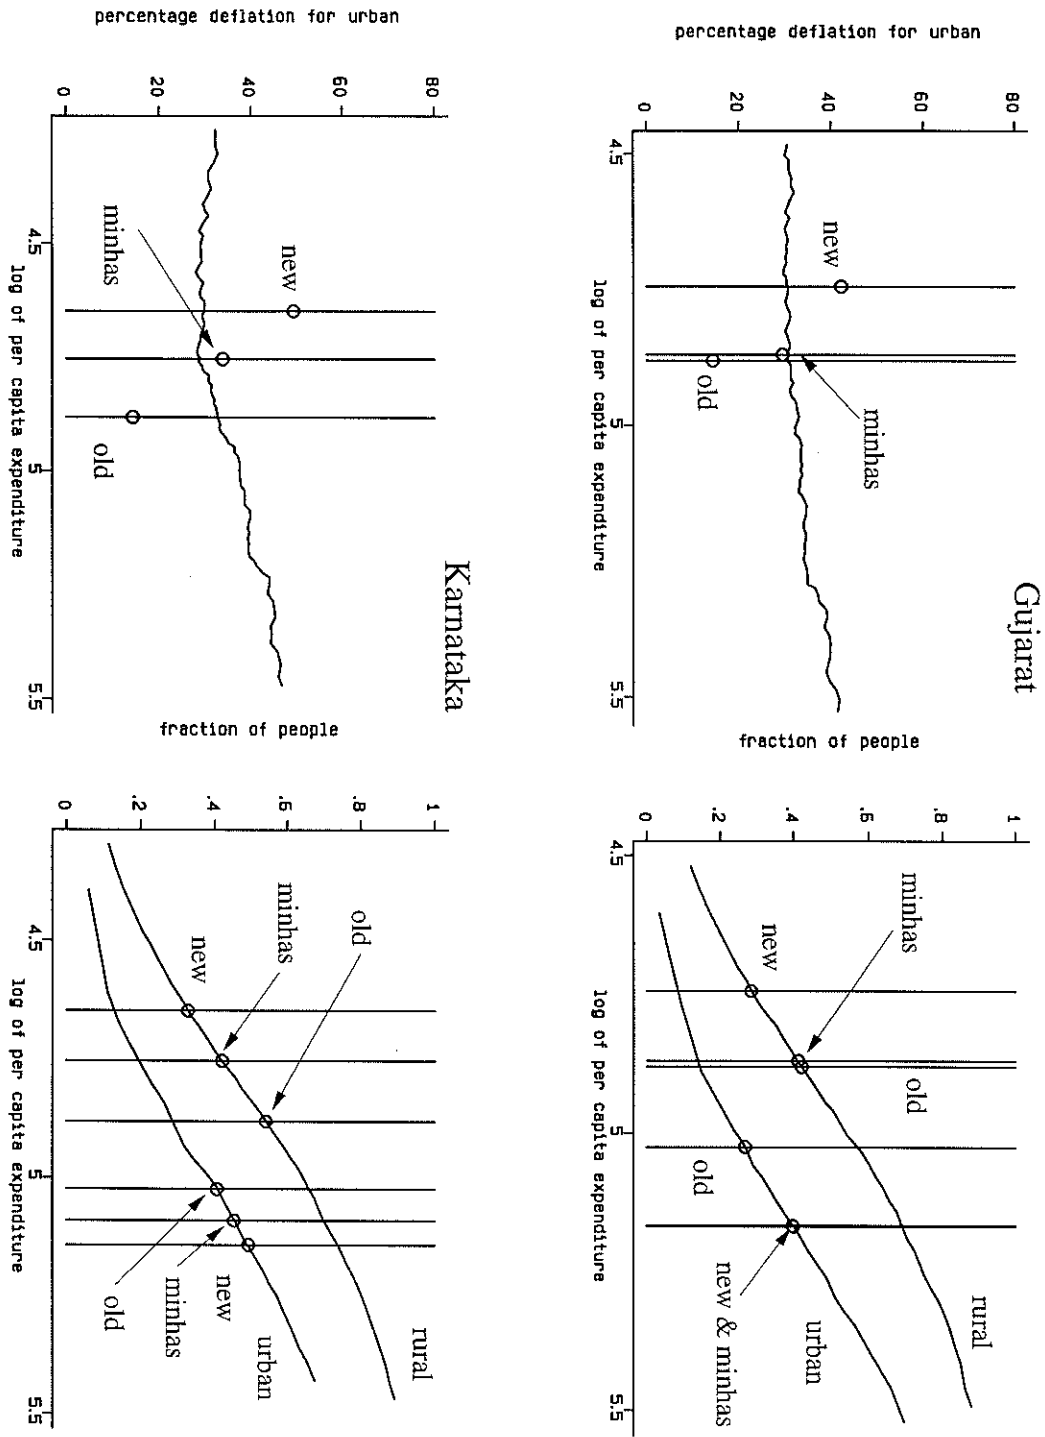 Gujarat
percentage deflation for urban
80
60
40
20
0
new
minhas
old
4.5
5
5.5
log of per capita expenditure
fraction of people
1
.8
.6
.4
.2
0
rural
minhas
old
urban
new
new & minhas
old
4.5
5
5.5
log of per capita expenditure
Karnataka
percentage deflation for urban
80
60
40
20
0
new
minhas
old
4.5
5
5.5
log of per capita expenditure
fraction of people
1
.8
.6
.4
.2
0
old
rural
minhas
urban
new
new
minhas
old
4.5
5
5.5
log of per capita expenditure